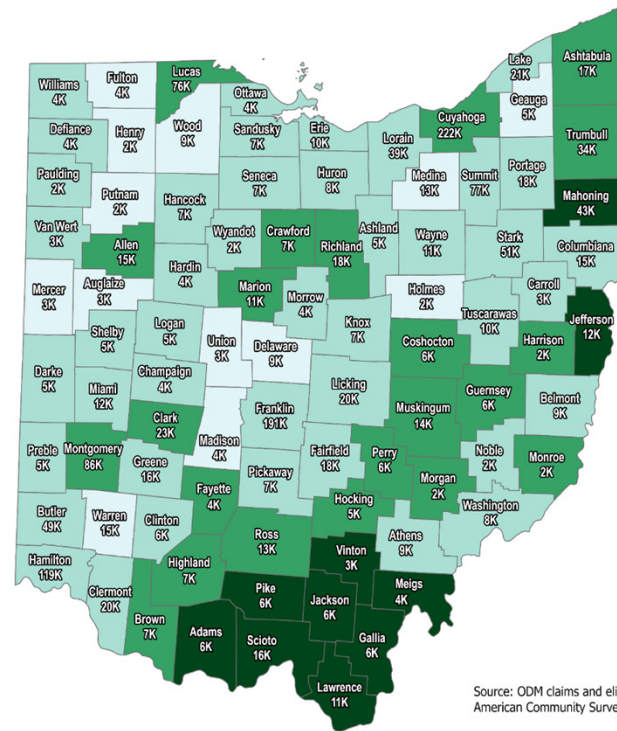 Williams
4K
Fulton
4K
Lucas
76K
Ottawa
4K
Lake
21K
Ashtabula
17K
Geauga
5K
Cuyahoga
222K
Defiance
4K
Henry
2K
Wood
9K
Sandusky
7K
Erie
10K
Lorain
39K
Trumbull
34K
Paulding
2K
Putnam
2K
Hancock
7K
Seneca
7K
Huron
8K
Medina
13K
Summit
77K
Portage
18K
Mahoning
43K
Van Wert
3K
Allen
15K
Wyandot
2K
Crawford
7K
Richland
18K
Ashland
5K
Wayne
11K
Stark
51K
Columbiana
15K
Mercer
3K
Auglaize
3K
Hardin
4K
Marion
11K
Morrow
4K
Holmes
2K
Carroll
3K
Tuscarawas
10K
Jefferson
12K
Shelby
5K
Logan
5K
Union
3K
Delaware
9K
Knox
7K
Coshocton
6K
Harrison
2K
Darke
5K
Miami
12K
Champaign
4K
Licking
20K
Guernsey
6K
Belmont
9K
Clark
23K
Franklin
191K
Muskingum
14K
Madison
4K
Preble
5K
Montgomery
86K
Greene
16K
Fairfield
18K
Perry
6K
Noble
2K
Monroe
2K
Pickaway
7K
Morgan
2K
Fayette
4K
Hocking
5K
Washington
8K
Butler
49K
Warren
15K
Clinton
6K
Ross
13K
Athens
9K
Vinton
3K
Hamilton
119K
Highland
7K
Meigs
4K
Clermont
20K
Pike
6K
Jackson
6K
Brown
7K
Adams
6K
Scioto
16K
Gallia
6K
Lawrence
11K
Source: ODM claims and eli
American Community Surve